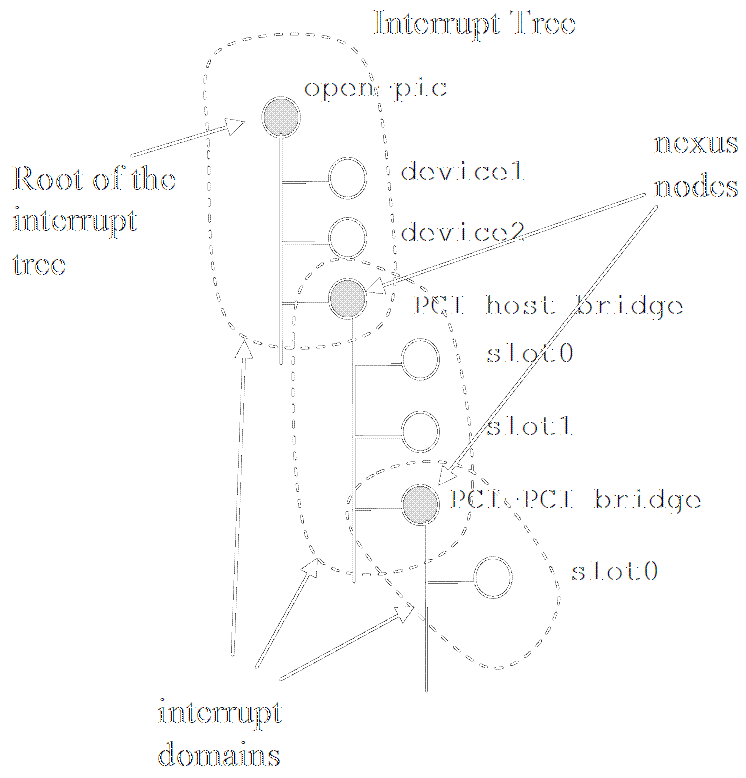 Interrupt Tree
open-pic
Root of the
interrupt
tree
device1
nexus
nodes
device2
PCI host bridge
slot0
slot1
PCI-PCI bridge
slot0
interrupt
domains